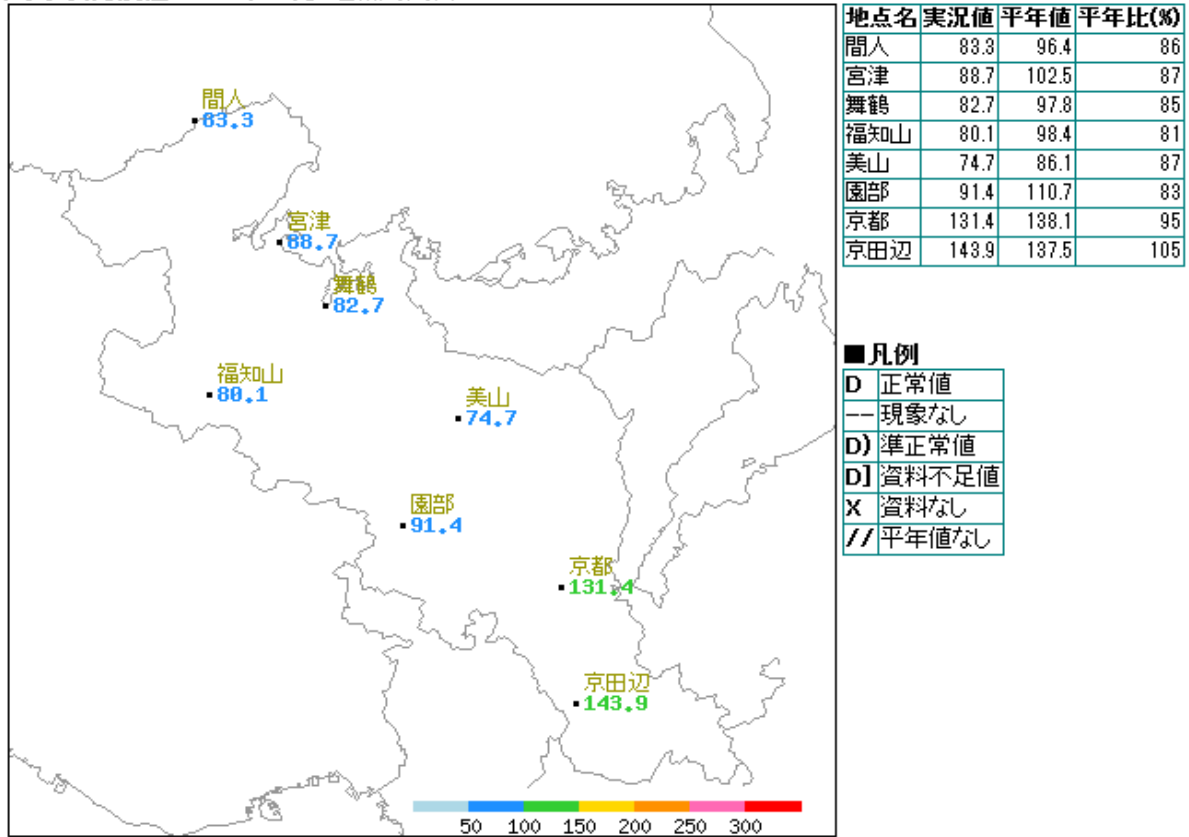 地点名 実況値 平年値 平年比(%)
間人 83.3 96.4 86
宮津 88.7 102.5 87
舞鶴 82.7 97.8 85
福知山 80.1 98.4 81
美山 74.7 86.1 87
園部 91.4 110.7 83
京都 131.4 138.1 95
京田辺 143.9 137.5 105
間人
83.3
宮津
88.7
舞鶴
82.7
福知山
80.1
美山
74.7
園部
91.4
京都
131.4
京田辺
143.9
■凡例
D 正常値
-- 現象なし
D) 準正常値
D] 資料不足値
X 資料なし
// 平年値なし
50 100 150 200 250 300